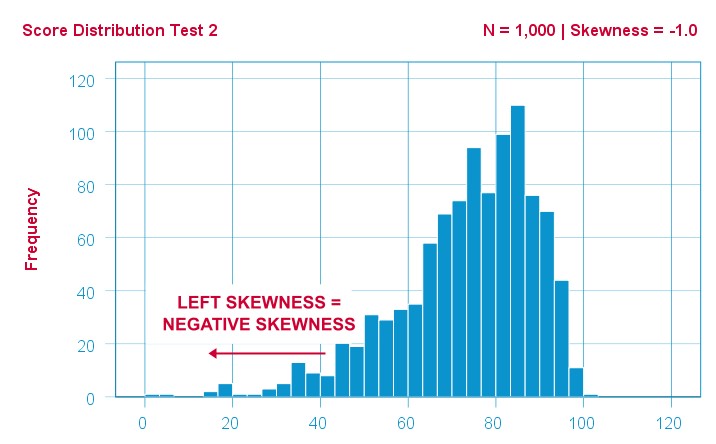 Score Distribution Test 2
N = 1,000 | Skewness = -1.0
120
100
80
60
40
20
0
Frequency
LEFT SKEWNESS =
NEGATIVE SKEWNESS
0 20 40 60 80 100 120